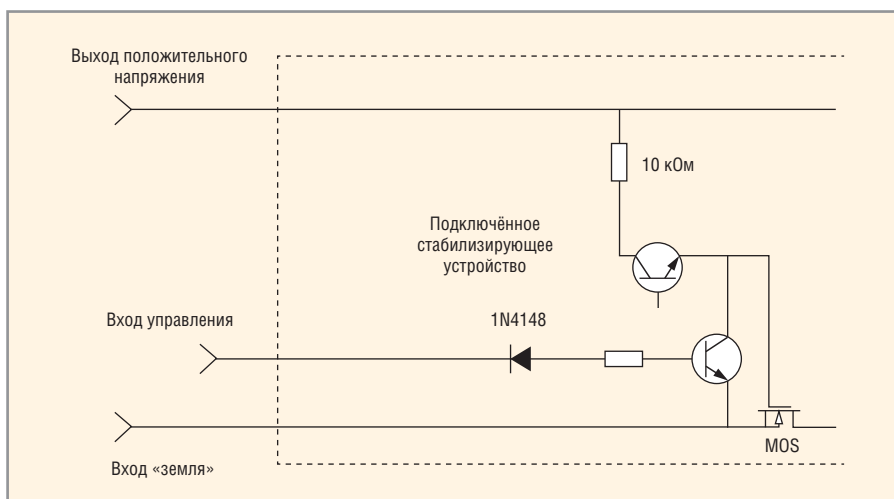 Выход положительного
напряжения
10 кОм
Подключённое
стабилизирующее
устройство
Вход управления
1N4148
Вход «земля»
MOS